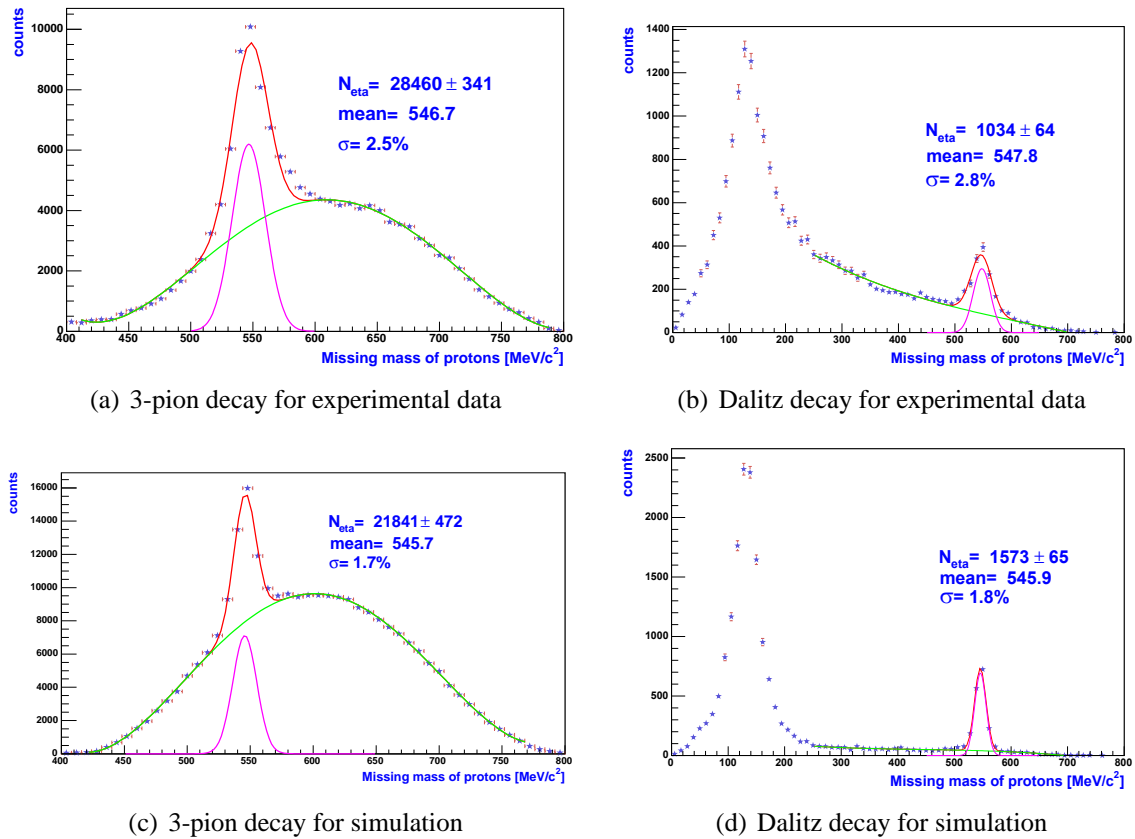 counts
10000
8000
6000
4000
2000
0
400 450 500 550 600 650 700 750 800
Missing mass of protons [MeV/c²]
N_eta= 28460 ± 341
mean= 546.7
σ= 2.5%
(a) 3-pion decay for experimental data
counts
1400
1200
1000
800
600
400
200
0
0 100 200 300 400 500 600 700 800
Missing mass of protons [MeV/c²]
N_eta= 1034 ± 64
mean= 547.8
σ= 2.8%
(b) Dalitz decay for experimental data
counts
16000
14000
12000
10000
8000
6000
4000
2000
0
400 450 500 550 600 650 700 750 800
Missing mass of protons [MeV/c²]
N_eta= 21841 ± 472
mean= 545.7
σ= 1.7%
(c) 3-pion decay for simulation
counts
2500
2000
1500
1000
500
0
0 100 200 300 400 500 600 700 800
Missing mass of protons [MeV/c²]
N_eta= 1573 ± 65
mean= 545.9
σ= 1.8%
(d) Dalitz decay for simulation